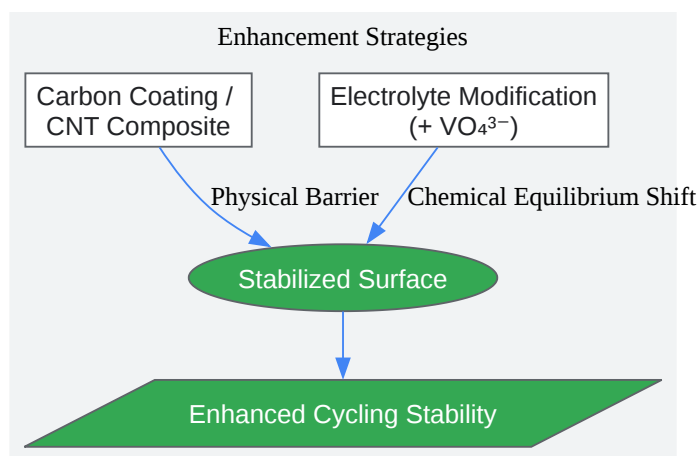 Enhancement Strategies
Carbon Coating /
CNT Composite
Electrolyte Modification
(+ VO₄³⁻)
Physical Barrier
Chemical Equilibrium Shift
Stabilized Surface
Enhanced Cycling Stability